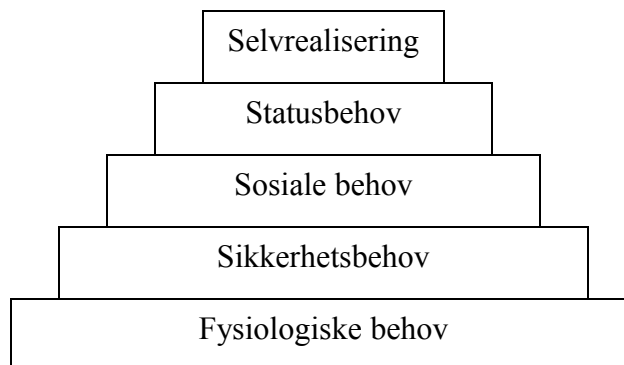 Selvrealisering
Statusbehov
Sosiale behov
Sikkerhetsbehov
Fysiologiske behov